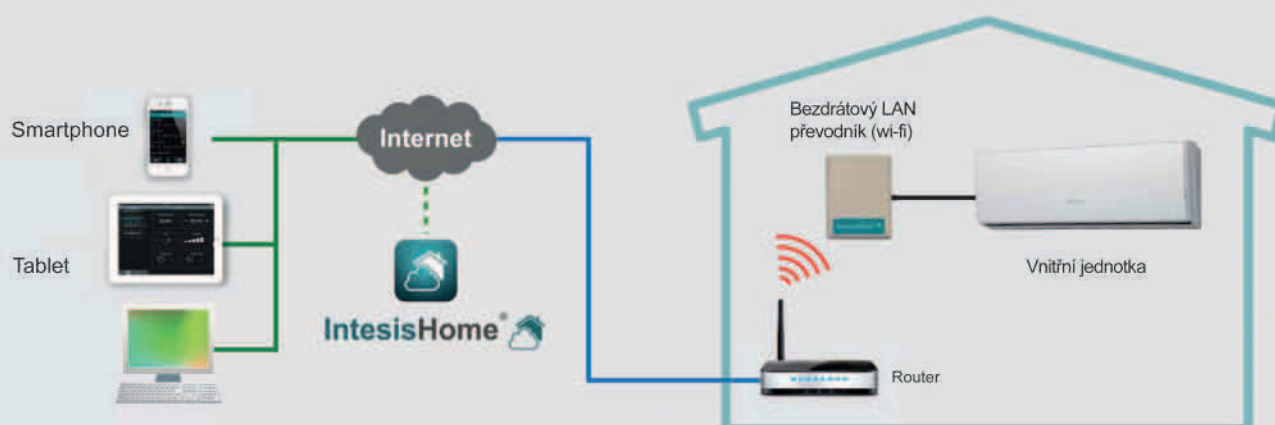 Smartphone
Tablet
Internet
IntesisHome®
Bezdrátový LAN
převodník (wi-fi)
Vnitřní jednotka
Router